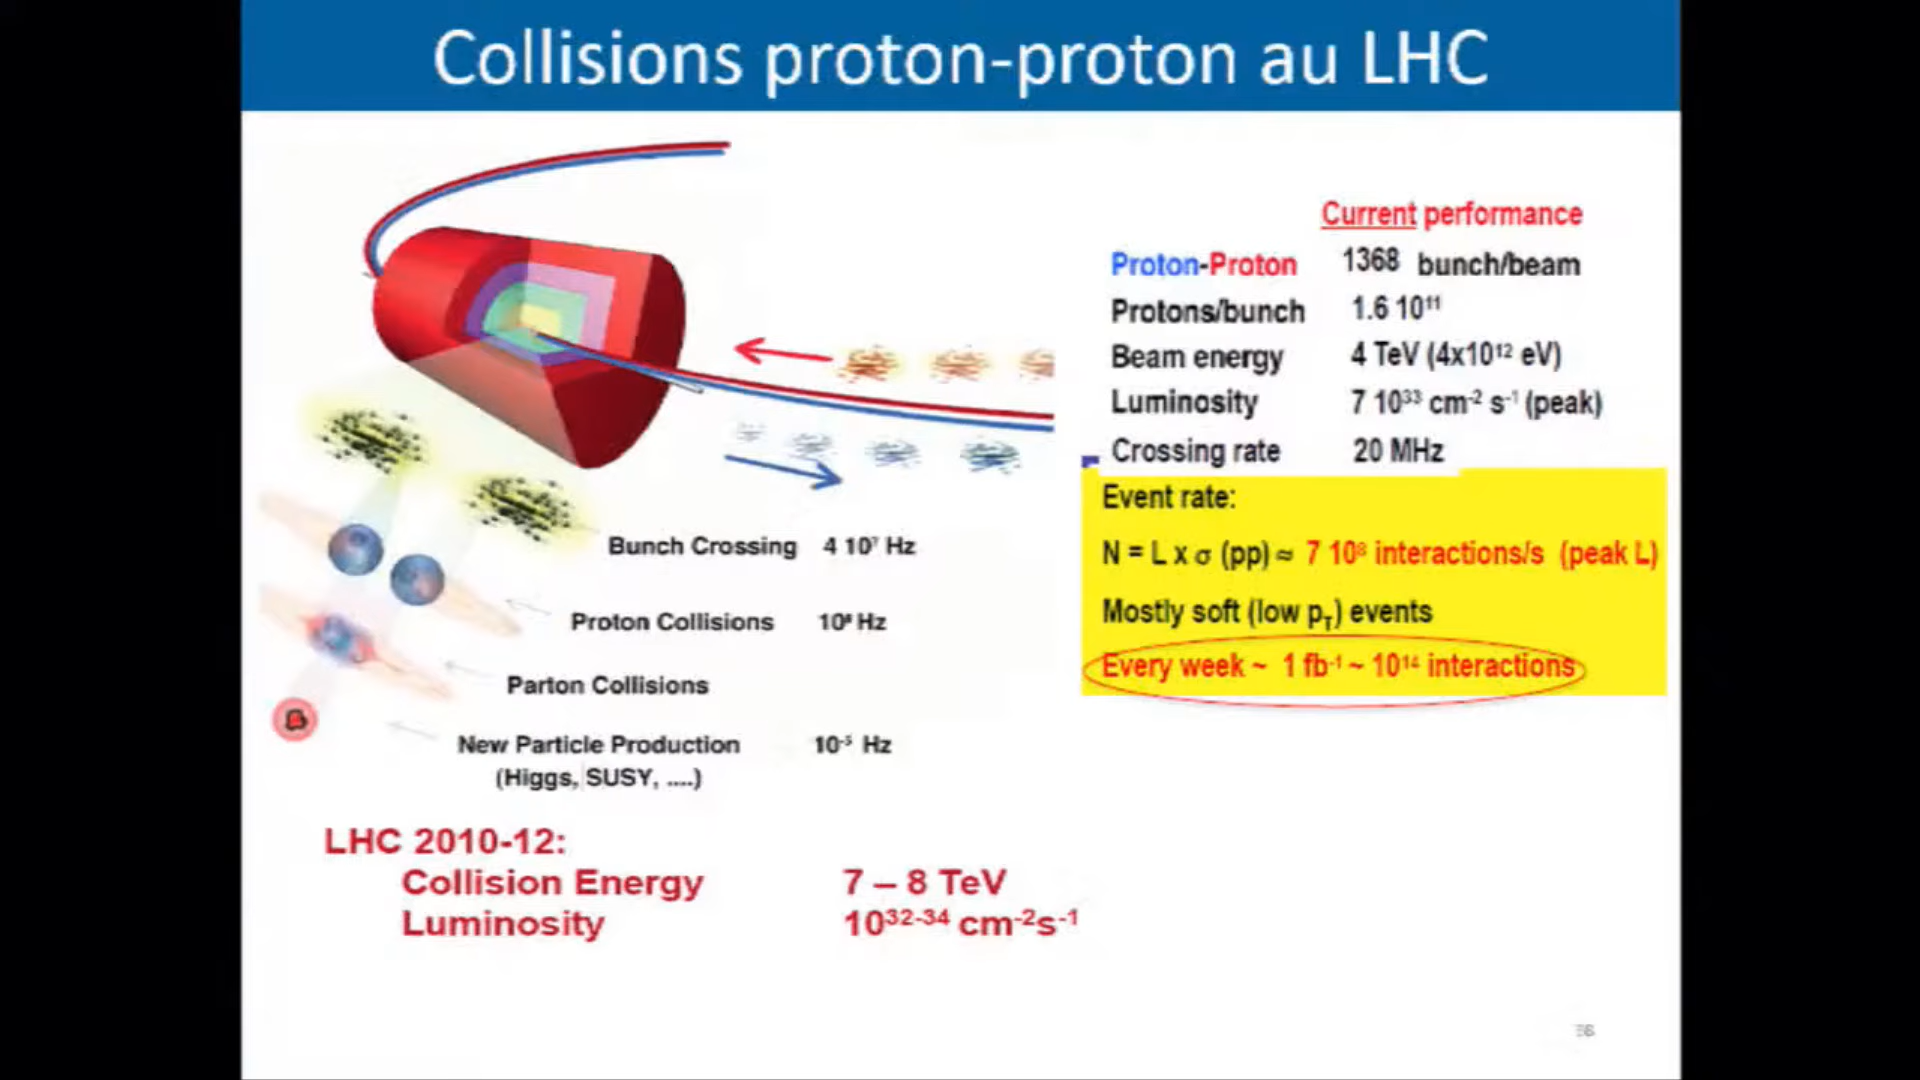 Collisions proton-proton au LHC
Current performance
Proton-Proton 1368 bunch/beam
Protons/bunch 1.6 10¹¹
Beam energy 4 TeV (4x10¹² eV)
Luminosity 7 10³³ cm⁻² s⁻¹ (peak)
Crossing rate 20 MHz
Event rate:
N = L x σ (pp) ≈ 7 10⁸ interactions/s (peak L)
Mostly soft (low pT) events
Every week ~ 1 fb⁻¹ ~ 10¹⁴ interactions
Bunch Crossing 4 10⁷ Hz
Proton Collisions 10⁸ Hz
Parton Collisions
New Particle Production 10⁻⁵ Hz
(Higgs, SUSY, ....)
LHC 2010-12:
Collision Energy 7 – 8 TeV
Luminosity 10³²⁻³⁴ cm⁻²s⁻¹